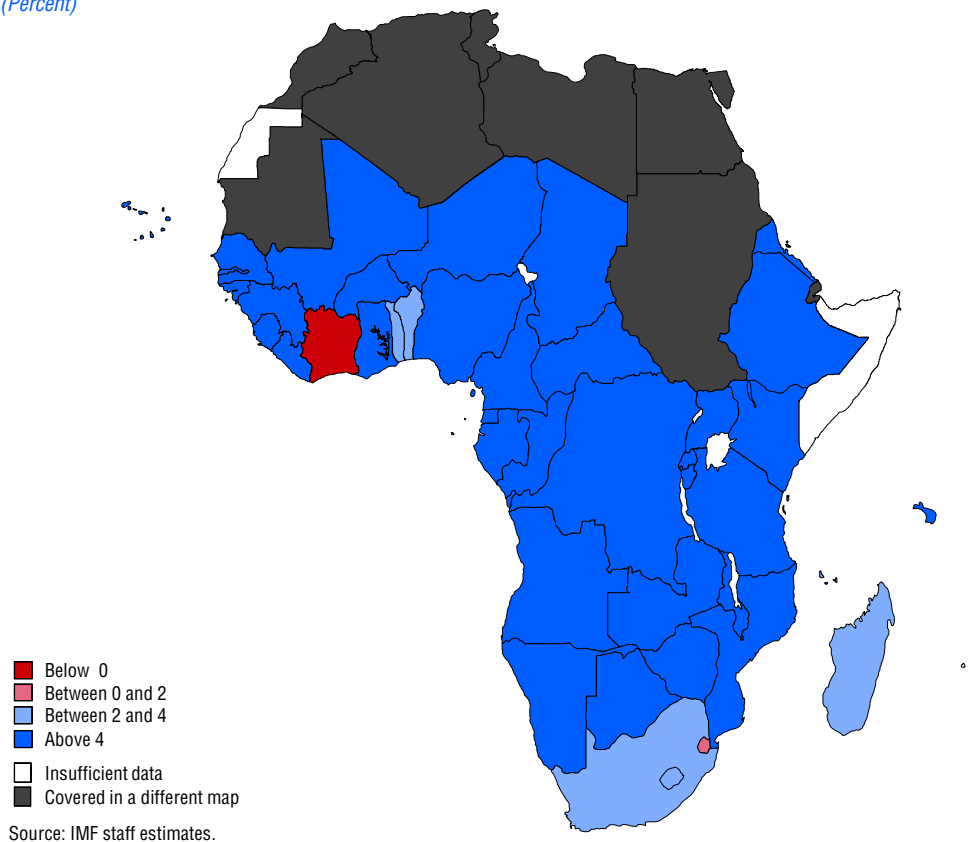 (Percent)
Below 0
Between 0 and 2
Between 2 and 4
Above 4
Insufficient data
Covered in a different map
Source: IMF staff estimates.